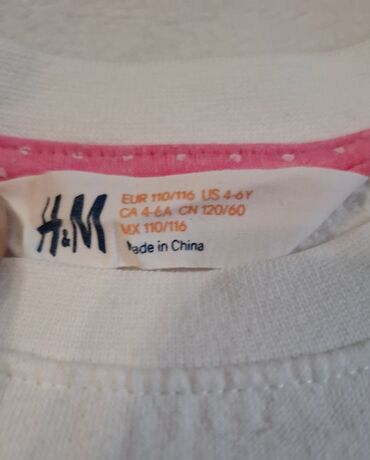 H&M
EUR 110/116 US 4-6Y
CA 4-6A CN 120/60
MX 110/116
Made in China